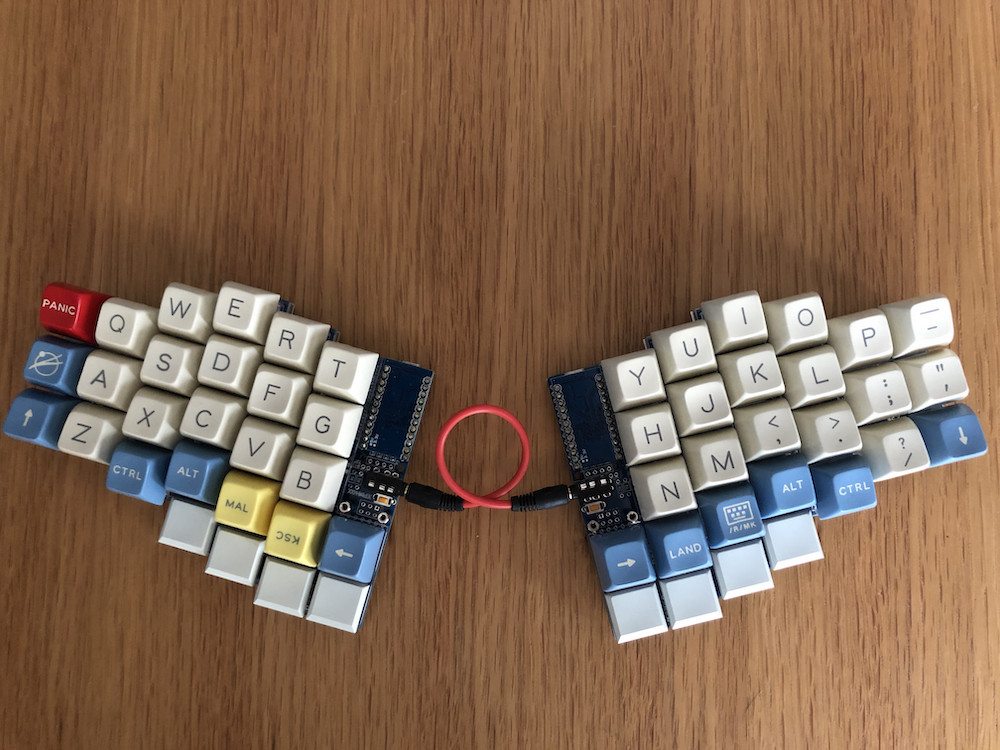 PANIC Q W E R T
A S D F G
↑ Z X C V B
CTRL ALT MAL KSC ←
Y U I O P _ —
H J K L : ; " ,
N M < , > . ? / ↓
→ LAND /R/MK ALT CTRL